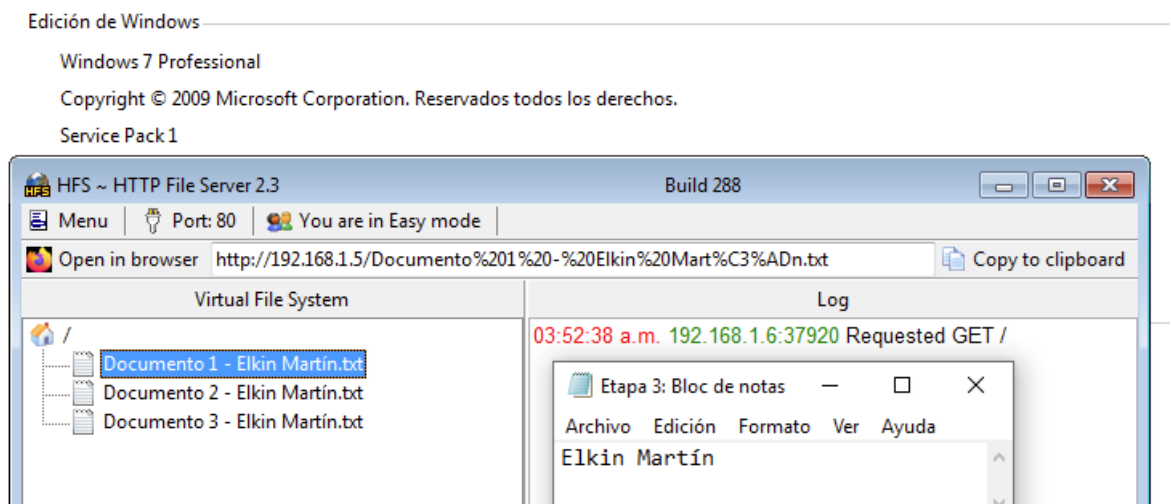 Edición de Windows
Windows 7 Professional
Copyright © 2009 Microsoft Corporation. Reservados todos los derechos.
Service Pack 1
HFS ~ HTTP File Server 2.3 Build 288
Menu Port: 80 You are in Easy mode
Open in browser http://192.168.1.5/Documento%201%20-%20Elkin%20Mart%C3%ADn.txt Copy to clipboard
Virtual File System Log
/ 03:52:38 a.m. 192.168.1.6:37920 Requested GET /
Documento 1 - Elkin Martín.txt
Documento 2 - Elkin Martín.txt
Documento 3 - Elkin Martín.txt
Etapa 3: Bloc de notas
Archivo Edición Formato Ver Ayuda
Elkin Martín